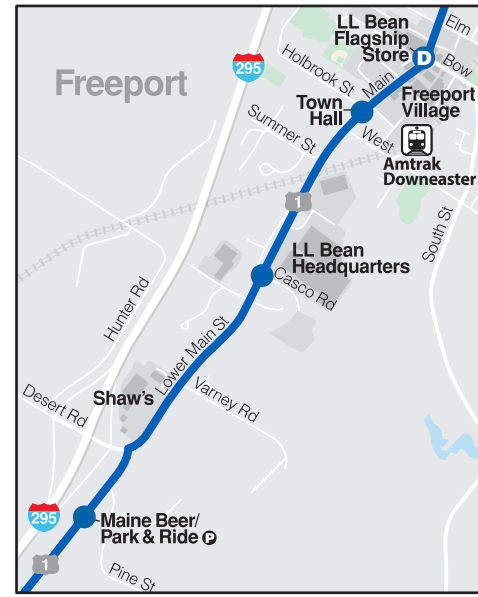 LL Bean
Flagship
Store
D
Elm
Bow
Holbrook St
Main
295
Freeport
Freeport
Village
Town
Hall
Summer St
West
Amtrak
Downeaster
1
South St
LL Bean
Headquarters
Casco Rd
Hunter Rd
Lower Main St
Shaw's
Varney Rd
Desert Rd
295
Maine Beer/
Park & Ride P
1
Pine St